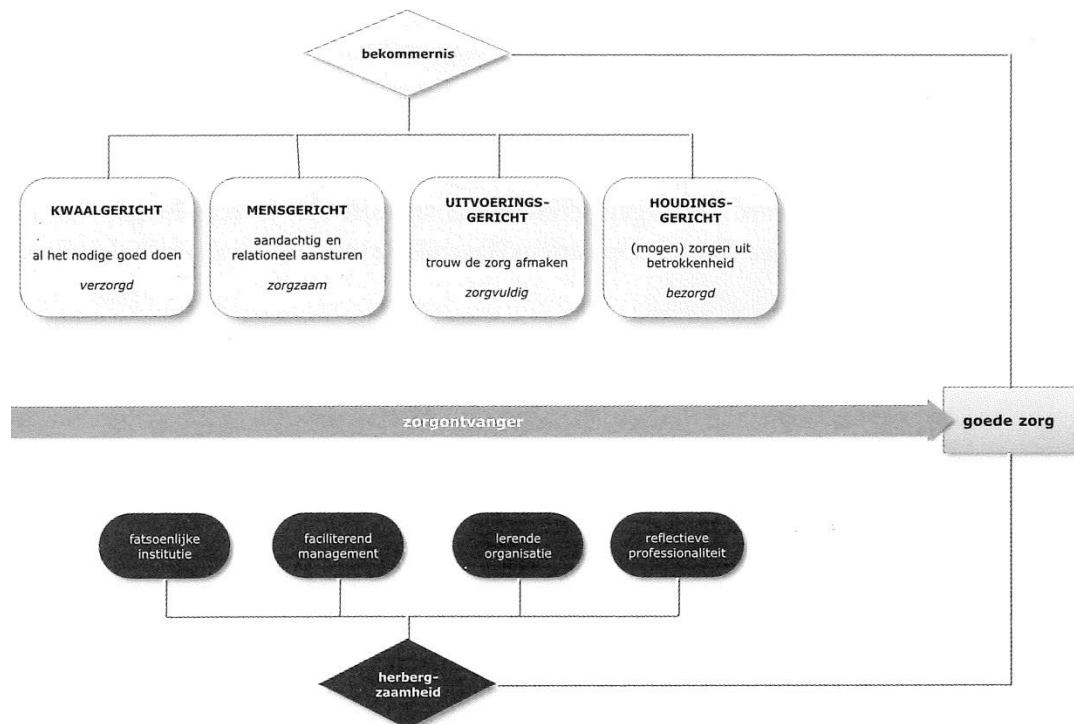 bekommernis
KWAALGERICHT
al het nodige goed doen
verzorgd
MENSGERICHT
aandachtig en
relationeel aansturen
zorgzaam
UITVOERINGS-
GERICHT
trouw de zorg afmaken
zorgvuldig
HOUDINGS-
GERICHT
(mogen) zorgen uit
betrokkenheid
bezorgd
zorgontvanger
goede zorg
fatsoenlijke
institutie
faciliterend
management
lerende
organisatie
reflectieve
professionaliteit
herberg-
zaamheid